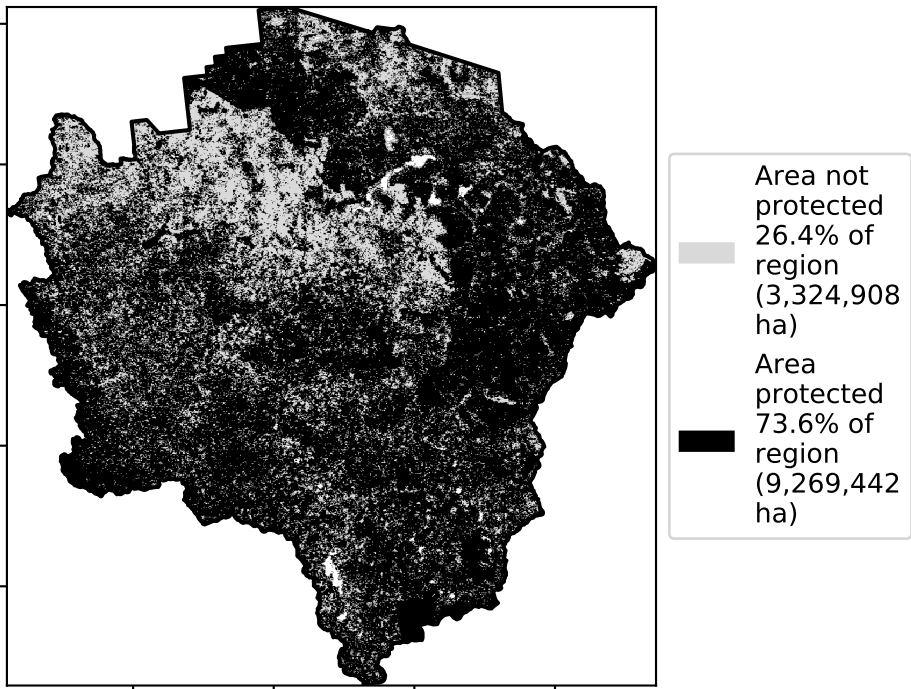 Area not
protected
26.4% of
region
(3,324,908
ha)
Area
protected
73.6% of
region
(9,269,442
ha)